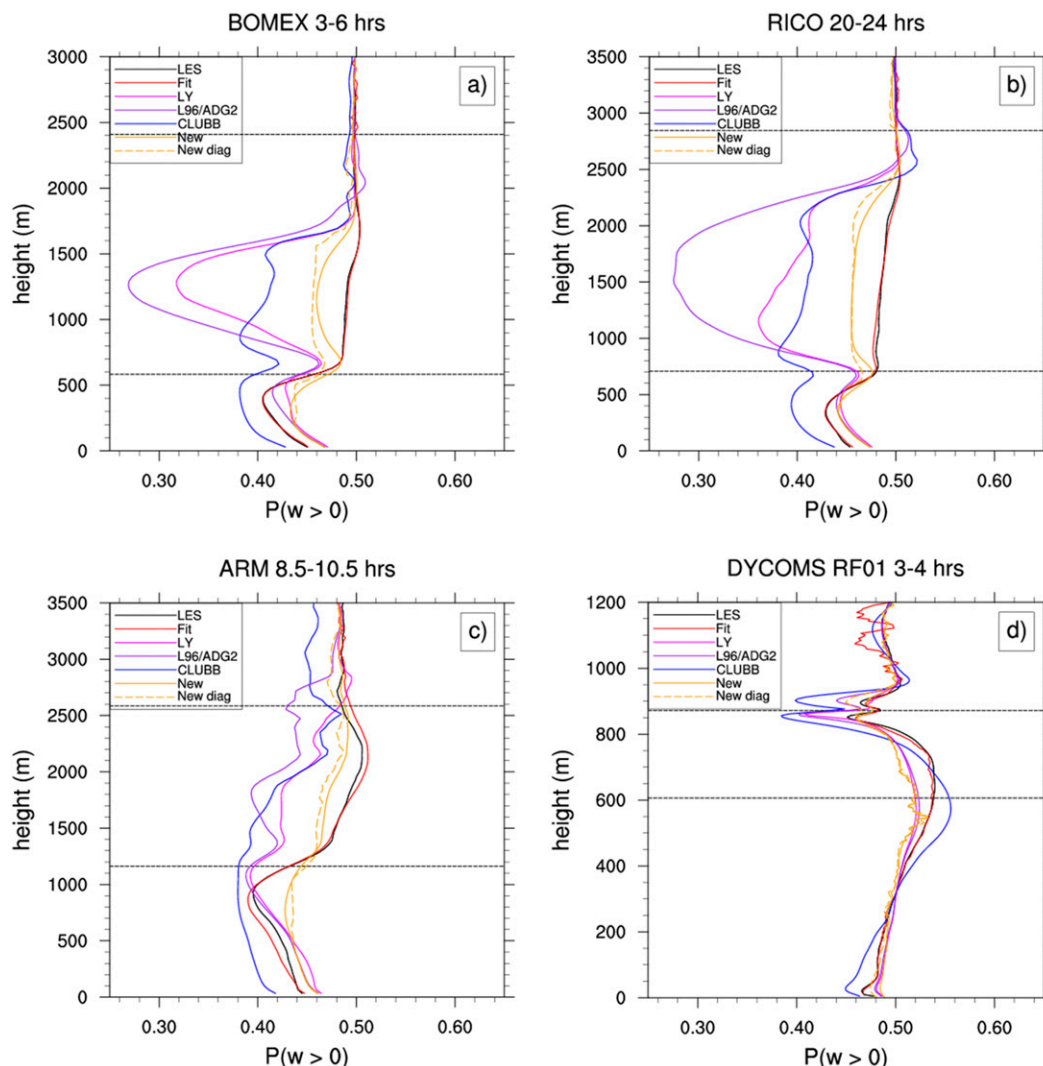 BOMEX 3-6 hrs
3000
2500
2000
1500
1000
500
0
height (m)
LES
Fit
LY
L96/ADG2
CLUBB
New
New diag
a)
0.30
0.40
0.50
0.60
P(w > 0)
RICO 20-24 hrs
3500
3000
2500
2000
1500
1000
500
0
height (m)
LES
Fit
LY
L96/ADG2
CLUBB
New
New diag
b)
0.30
0.40
0.50
0.60
P(w > 0)
ARM 8.5-10.5 hrs
3500
3000
2500
2000
1500
1000
500
0
height (m)
LES
Fit
LY
L96/ADG2
CLUBB
New
New diag
c)
0.30
0.40
0.50
0.60
P(w > 0)
DYCOMS RF01 3-4 hrs
1200
1000
800
600
400
200
0
height (m)
LES
Fit
LY
L96/ADG2
CLUBB
New
New diag
d)
0.30
0.40
0.50
0.60
P(w > 0)